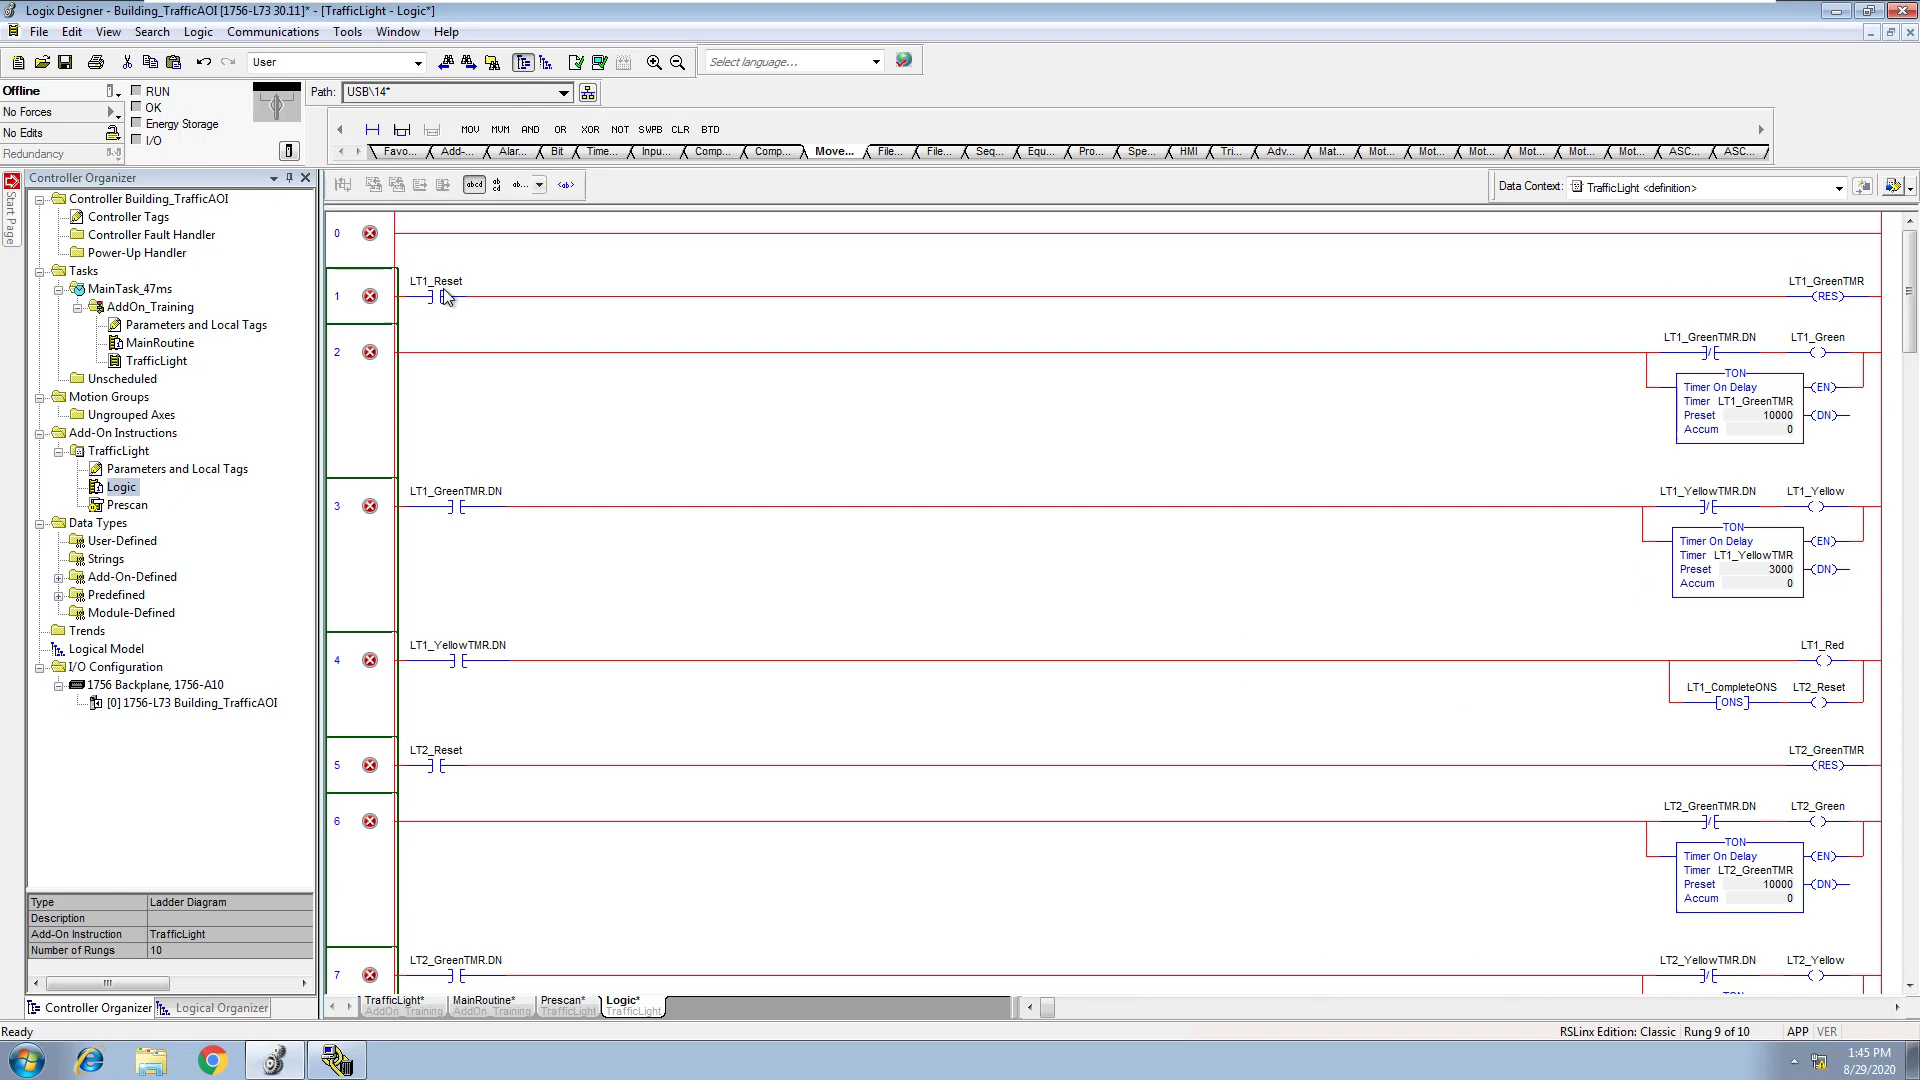 Logix Designer - Building_TrafficAOI [1756-L73 30.11]* - [TrafficLight - Logic*]
File Edit View Search Logic Communications Tools Window Help
User
Select language...
Offline
RUN
Path: USB\14*
No Forces
OK
No Edits
Energy Storage
Redundancy
I/O
MOV MVM AND OR XOR NOT SWPB CLR BTD
Favo... Add-... Alar... Bit Time... Inpu... Comp... Comp... Move... File... File... Seq... Equ... Pro... Spe... HMI Tri... Adv... Mat... Mot... Mot... Mot... Mot... Mot... Mot... ASC... ASC...
Start Page
Controller Organizer
abcd ab cd ab... <ab>
Data Context: TrafficLight <definition>
Controller Building_TrafficAOI
Controller Tags
Controller Fault Handler
Power-Up Handler
Tasks
MainTask_47ms
AddOn_Training
Parameters and Local Tags
MainRoutine
TrafficLight
Unscheduled
Motion Groups
Ungrouped Axes
Add-On Instructions
TrafficLight
Parameters and Local Tags
Logic
Prescan
Data Types
User-Defined
Strings
Add-On-Defined
Predefined
Module-Defined
Trends
Logical Model
I/O Configuration
1756 Backplane, 1756-A10
[0] 1756-L73 Building_TrafficAOI
Type Ladder Diagram
Description
Add-On Instruction TrafficLight
Number of Rungs 10
Controller Organizer Logical Organizer
0
LT1_Reset LT1_GreenTMR
1 RES
LT1_GreenTMR.DN LT1_Green
2
TON
Timer On Delay EN
Timer LT1_GreenTMR
Preset 10000 DN
Accum 0
LT1_GreenTMR.DN LT1_YellowTMR.DN LT1_Yellow
3
TON
Timer On Delay EN
Timer LT1_YellowTMR
Preset 3000 DN
Accum 0
LT1_YellowTMR.DN LT1_Red
4
LT1_CompleteONS LT2_Reset
ONS
LT2_Reset LT2_GreenTMR
5 RES
LT2_GreenTMR.DN LT2_Green
6
TON
Timer On Delay EN
Timer LT2_GreenTMR
Preset 10000 DN
Accum 0
LT2_GreenTMR.DN LT2_YellowTMR.DN LT2_Yellow
7
TON
TrafficLight* MainRoutine* Prescan* Logic*
AddOn_Training AddOn_Training TrafficLight TrafficLight
Ready
RSLinx Edition: Classic Rung 9 of 10 APP VER
1:45 PM
8/29/2020